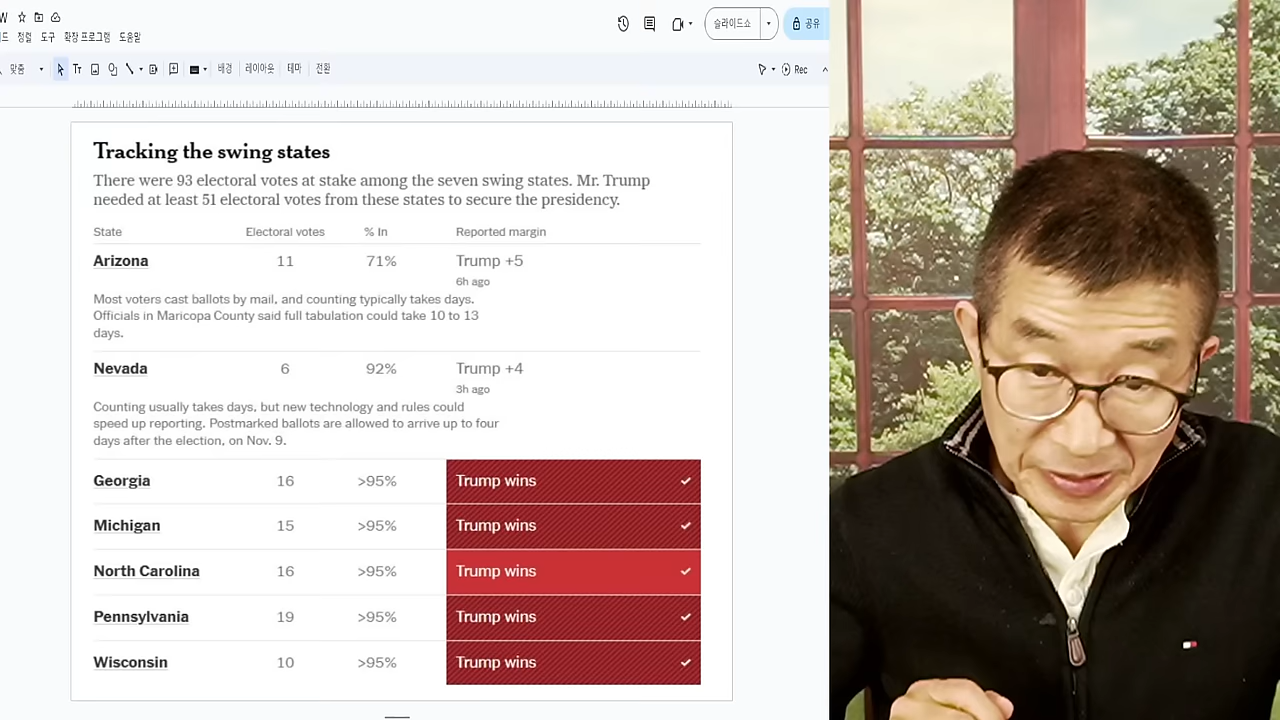 W
드 정렬 도구 확장 프로그램 도움말
슬라이드쇼
공유
맞춤
Tт
배경 레이아웃 테마 전환
Rec
Tracking the swing states
There were 93 electoral votes at stake among the seven swing states. Mr. Trump
needed at least 51 electoral votes from these states to secure the presidency.
State Electoral votes % In Reported margin
Arizona 11 71% Trump +5
6h ago
Most voters cast ballots by mail, and counting typically takes days.
Officials in Maricopa County said full tabulation could take 10 to 13
days.
Nevada 6 92% Trump +4
3h ago
Counting usually takes days, but new technology and rules could
speed up reporting. Postmarked ballots are allowed to arrive up to four
days after the election, on Nov. 9.
Georgia 16 >95% Trump wins
Michigan 15 >95% Trump wins
North Carolina 16 >95% Trump wins
Pennsylvania 19 >95% Trump wins
Wisconsin 10 >95% Trump wins